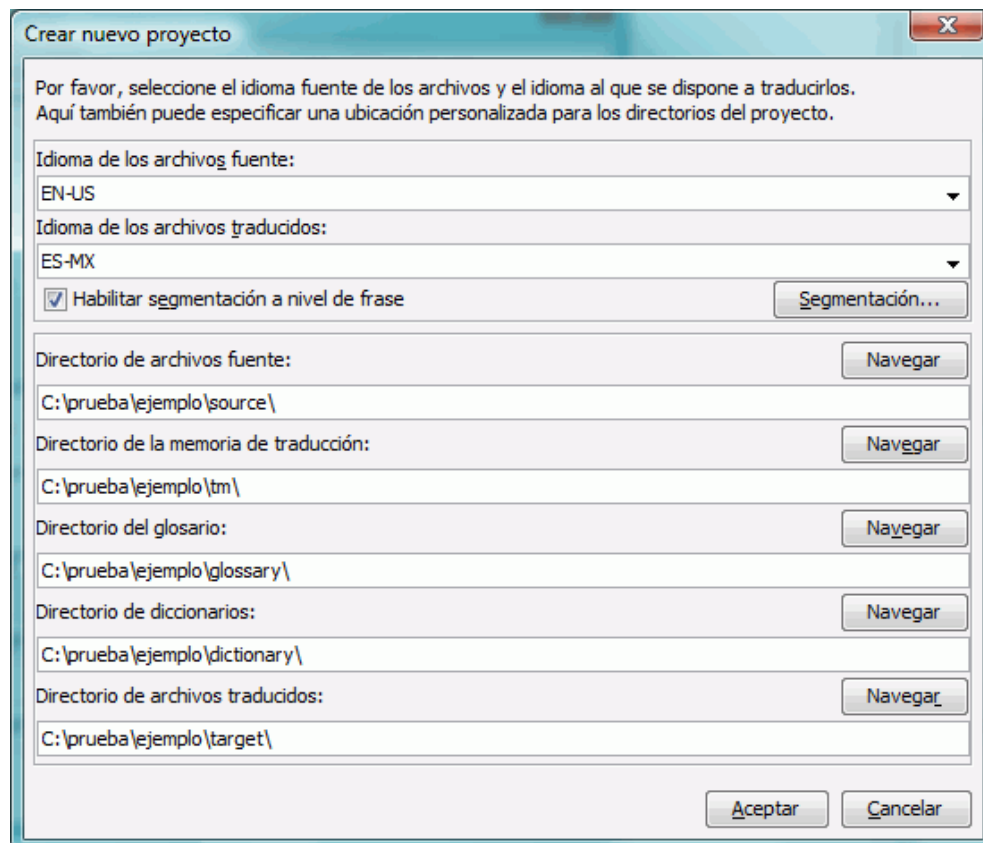 Crear nuevo proyecto
Por favor, seleccione el idioma fuente de los archivos y el idioma al que se dispone a traducirlos.
Aquí también puede especificar una ubicación personalizada para los directorios del proyecto.
Idioma de los archivos fuente:
EN-US
Idioma de los archivos traducidos:
ES-MX
Habilitar segmentación a nivel de frase Segmentación...
Directorio de archivos fuente: Navegar
C:\prueba\ejemplo\source\
Directorio de la memoria de traducción: Navegar
C:\prueba\ejemplo\tm\
Directorio del glosario: Navegar
C:\prueba\ejemplo\glossary\
Directorio de diccionarios: Navegar
C:\prueba\ejemplo\dictionary\
Directorio de archivos traducidos: Navegar
C:\prueba\ejemplo\target\
Aceptar Cancelar